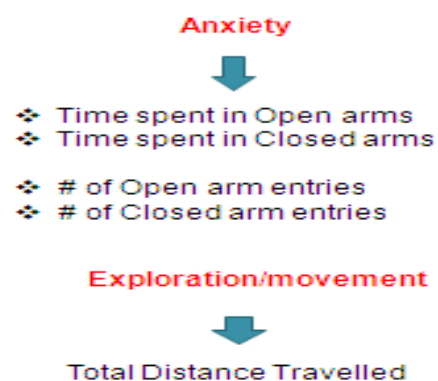 Anxiety
❖ Time spent in Open arms
❖ Time spent in Closed arms
❖ # of Open arm entries
❖ # of Closed arm entries
Exploration/movement
Total Distance Travelled